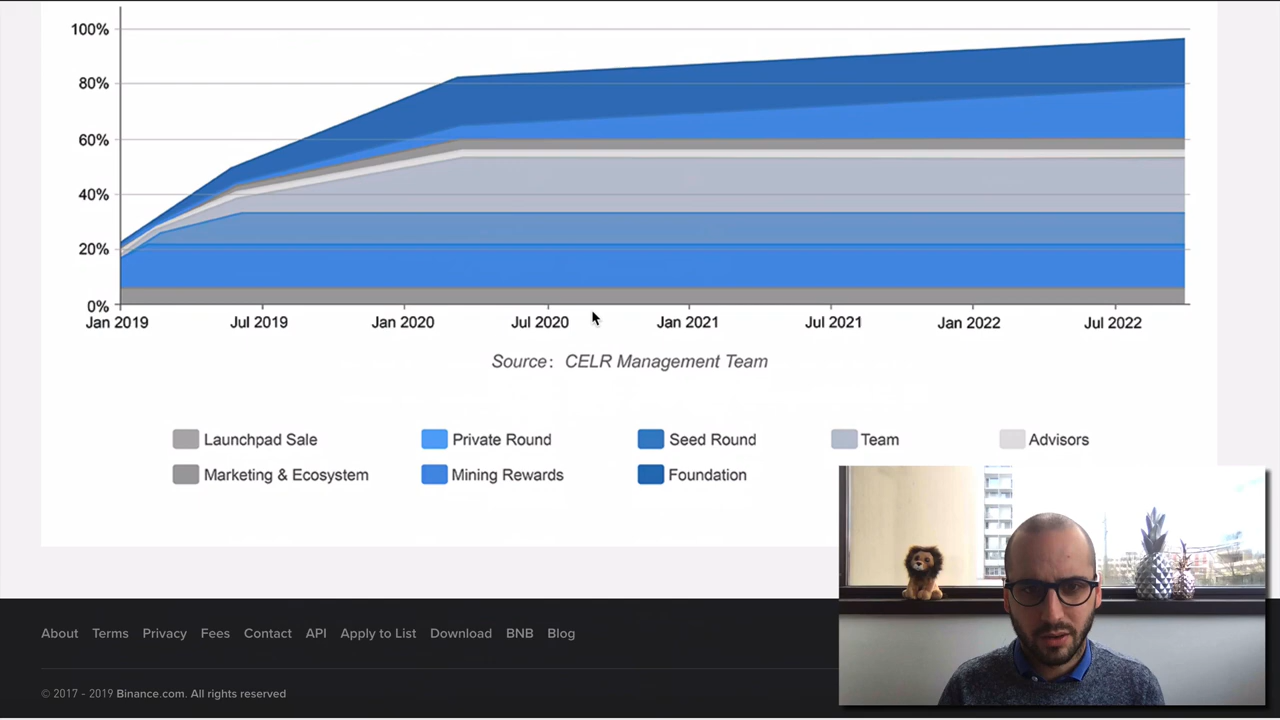 100%
80%
60%
40%
20%
0%
Jan 2019 Jul 2019 Jan 2020 Jul 2020 Jan 2021 Jul 2021 Jan 2022 Jul 2022
Source: CELR Management Team
Launchpad Sale Private Round Seed Round Team Advisors
Marketing & Ecosystem Mining Rewards Foundation
About Terms Privacy Fees Contact API Apply to List Download BNB Blog
© 2017 - 2019 Binance.com. All rights reserved